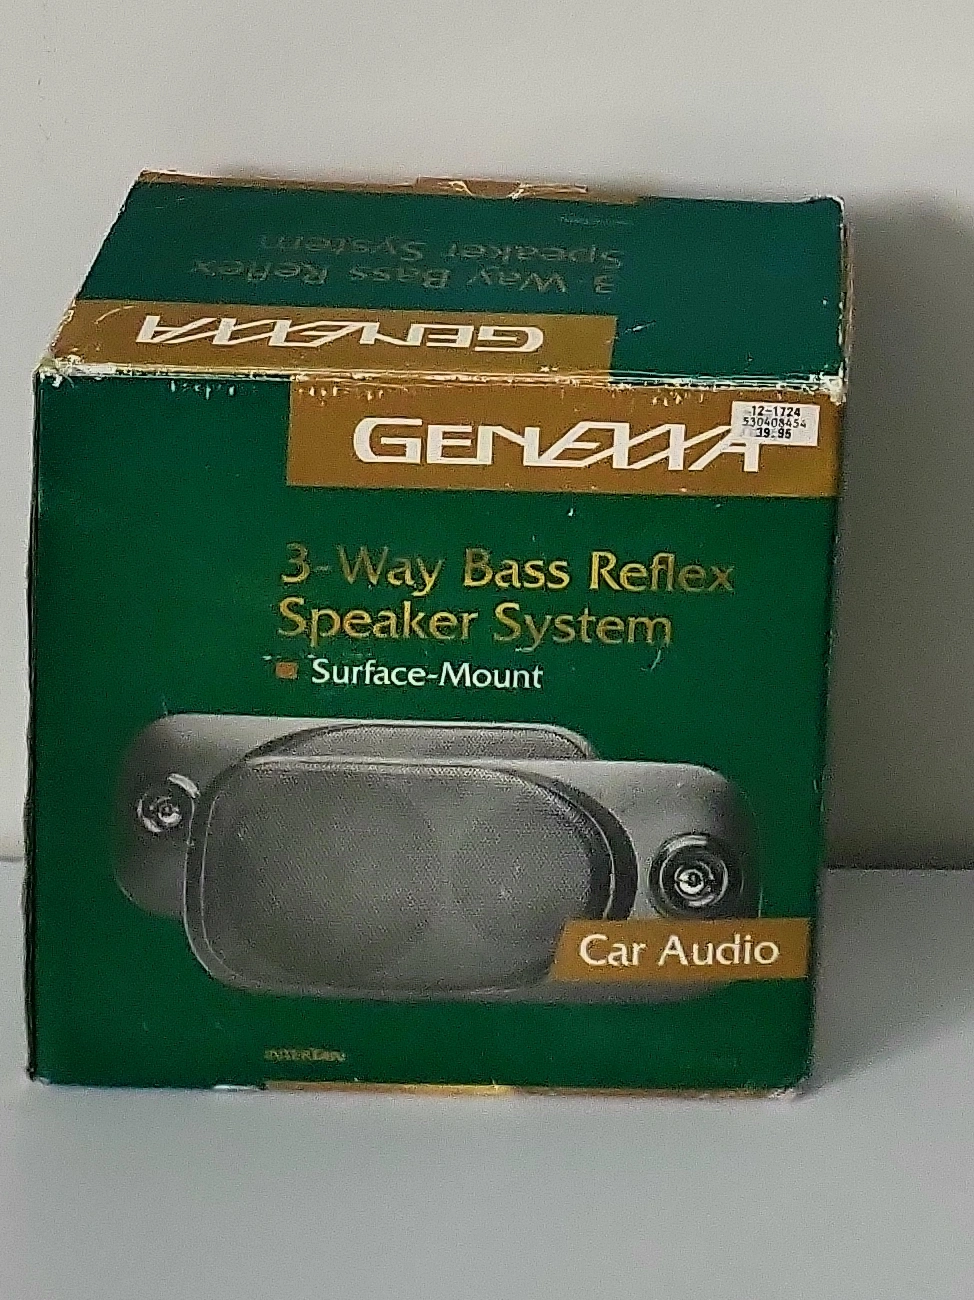 Speaker System
3-Way Bass Reflex
GENEXXA
GENEXXA
12-1724
530408454
39.95
3-Way Bass Reflex
Speaker System
Surface-Mount
Car Audio
INTERTAN